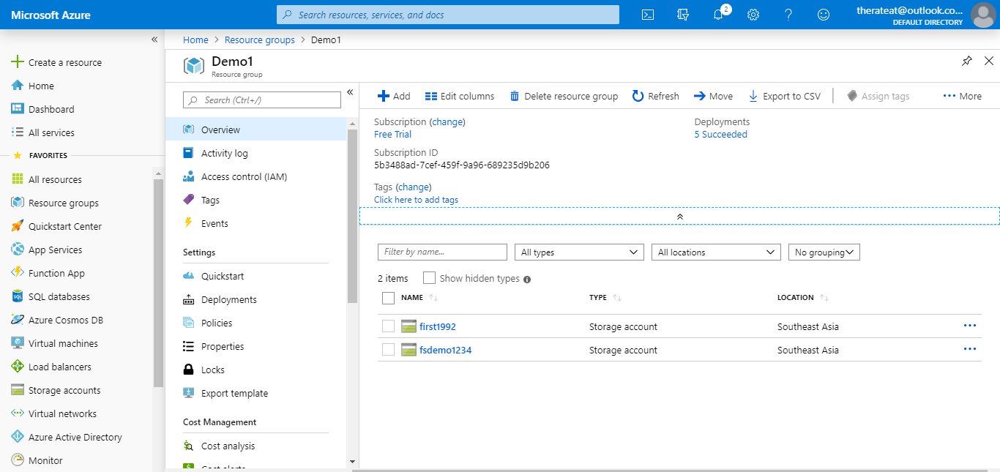 Microsoft Azure
Search resources, services, and docs
2
therateat@outlook.co...
DEFAULT DIRECTORY
«
Create a resource
Home
Dashboard
All services
FAVORITES
All resources
Resource groups
Quickstart Center
App Services
Function App
SQL databases
Azure Cosmos DB
Virtual machines
Load balancers
Storage accounts
Virtual networks
Azure Active Directory
Monitor
Home > Resource groups > Demo1
Demo1
Resource group
Search (Ctrl+/)
«
Overview
Activity log
Access control (IAM)
Tags
Events
Settings
Quickstart
Deployments
Policies
Properties
Locks
Export template
Cost Management
Cost analysis
Cost alerts
Add Edit columns Delete resource group Refresh Move Export to CSV Assign tags More
Subscription (change)
Free Trial
Deployments
5 Succeeded
Subscription ID
5b3488ad-7cef-459f-9a96-689235d9b206
Tags (change)
Click here to add tags
Filter by name... All types All locations No grouping
2 items Show hidden types
NAME TYPE LOCATION
first1992 Storage account Southeast Asia
fsdemo1234 Storage account Southeast Asia